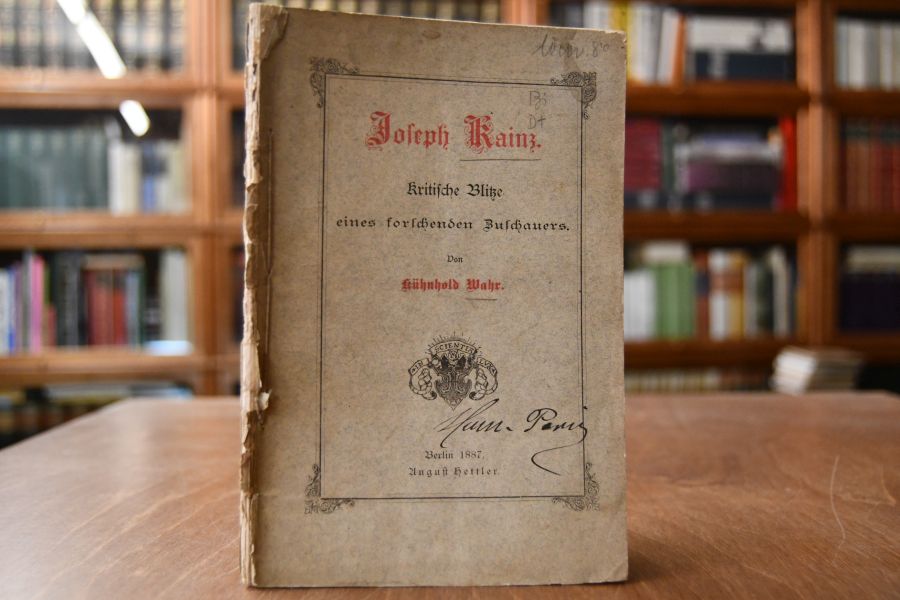 Joseph Kainz.
Kritische Blitze
eines forschenden Zuschauers.
Von
Kühnhold Wahr.
Berlin 1887.
August Hettler.